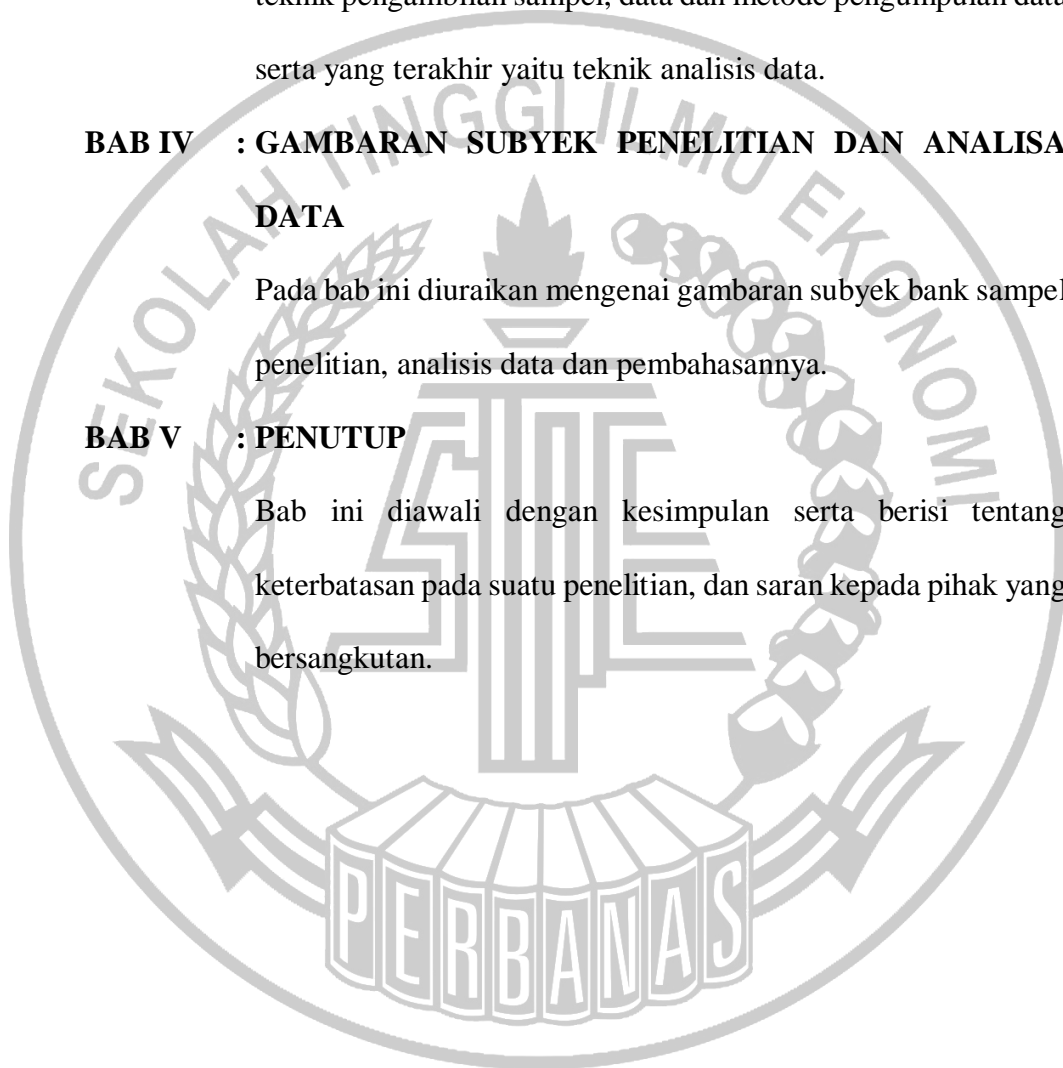 teknik pengambilan sampel, data dan metode pengumpulan data
serta yang terakhir yaitu teknik analisis data.
BAB IV : GAMBARAN SUBYEK PENELITIAN DAN ANALISA
DATA
Pada bab ini diuraikan mengenai gambaran subyek bank sampel
penelitian, analisis data dan pembahasannya.
BAB V : PENUTUP
Bab ini diawali dengan kesimpulan serta berisi tentang
keterbatasan pada suatu penelitian, dan saran kepada pihak yang
bersangkutan.
SEKOLAH TINGGI ILMU EKONOMI
STIE
PERBANAS